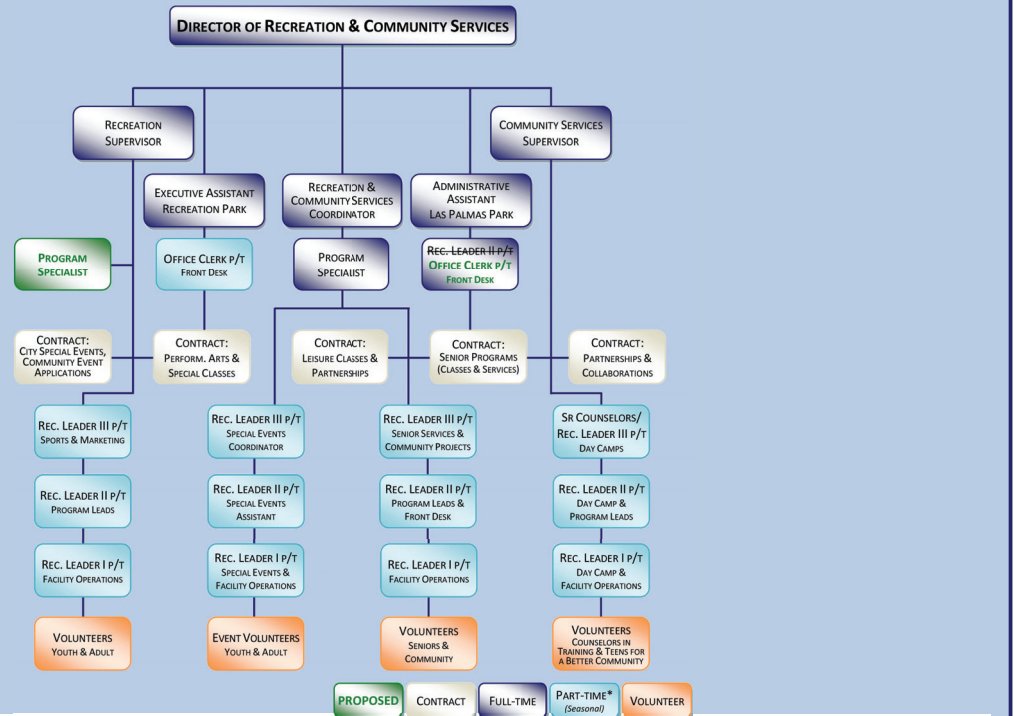 DIRECTOR OF RECREATION & COMMUNITY SERVICES
RECREATION
SUPERVISOR
COMMUNITY SERVICES
SUPERVISOR
EXECUTIVE ASSISTANT
RECREATION PARK
RECREATION &
COMMUNITY SERVICES
COORDINATOR
ADMINISTRATIVE
ASSISTANT
LAS PALMAS PARK
PROGRAM
SPECIALIST
OFFICE CLERK P/T
FRONT DESK
PROGRAM
SPECIALIST
REC. LEADER II P/T
OFFICE CLERK P/T
FRONT DESK
CONTRACT:
CITY SPECIAL EVENTS,
COMMUNITY EVENT
APPLICATIONS
CONTRACT:
PERFORM. ARTS &
SPECIAL CLASSES
CONTRACT:
LEISURE CLASSES &
PARTNERSHIPS
CONTRACT:
SENIOR PROGRAMS
(CLASSES & SERVICES)
CONTRACT:
PARTNERSHIPS &
COLLABORATIONS
REC. LEADER III P/T
SPORTS & MARKETING
REC. LEADER III P/T
SPECIAL EVENTS
COORDINATOR
REC. LEADER III P/T
SENIOR SERVICES &
COMMUNITY PROJECTS
SR COUNSELORS/
REC. LEADER III P/T
DAY CAMPS
REC. LEADER II P/T
PROGRAM LEADS
REC. LEADER II P/T
SPECIAL EVENTS
ASSISTANT
REC. LEADER II P/T
PROGRAM LEADS &
FRONT DESK
REC. LEADER II P/T
DAY CAMP &
PROGRAM LEADS
REC. LEADER I P/T
FACILITY OPERATIONS
REC. LEADER I P/T
SPECIAL EVENTS &
FACILITY OPERATIONS
REC. LEADER I P/T
FACILITY OPERATIONS
REC. LEADER I P/T
DAY CAMP &
FACILITY OPERATIONS
VOLUNTEERS
YOUTH & ADULT
EVENT VOLUNTEERS
YOUTH & ADULT
VOLUNTEERS
SENIORS &
COMMUNITY
VOLUNTEERS
COUNSELORS IN
TRAINING & TEENS FOR
A BETTER COMMUNITY
PROPOSED
CONTRACT
FULL-TIME
PART-TIME*
(Seasonal)
VOLUNTEER